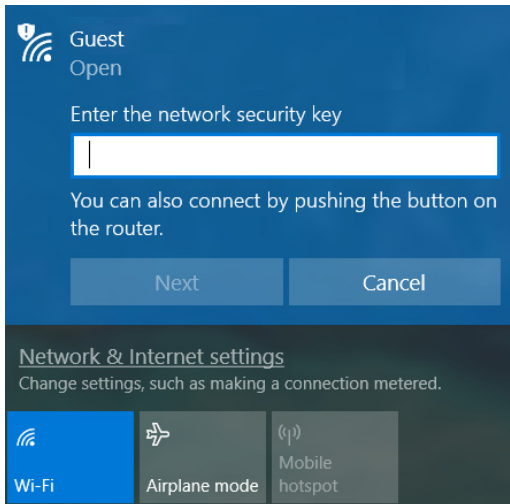 Guest
Open
Enter the network security key
You can also connect by pushing the button on
the router.
Next
Cancel
Network & Internet settings
Change settings, such as making a connection metered.
Wi-Fi
Airplane mode
Mobile
hotspot